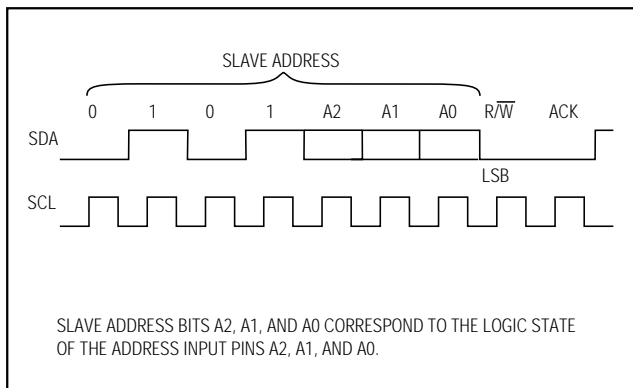 SLAVE ADDRESS
0 1 0 1 A2 A1 A0 R/W̅ ACK
SDA
LSB
SCL
SLAVE ADDRESS BITS A2, A1, AND A0 CORRESPOND TO THE LOGIC STATE
OF THE ADDRESS INPUT PINS A2, A1, AND A0.